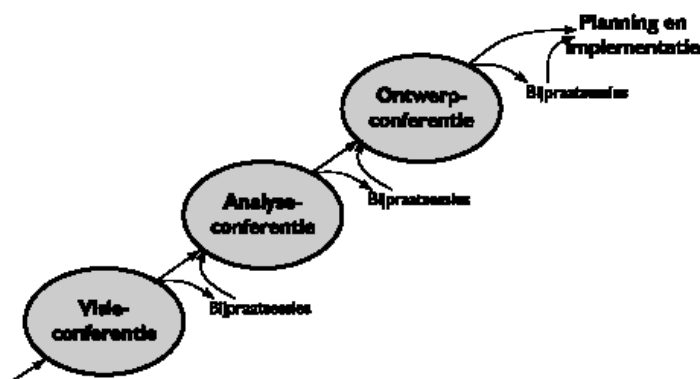 Planning en
implementatie
Bijpraatsessies
Ontwerp-
conferentie
Bijpraatsessies
Analyse-
conferentie
Bijpraatsessies
Visie-
conferentie